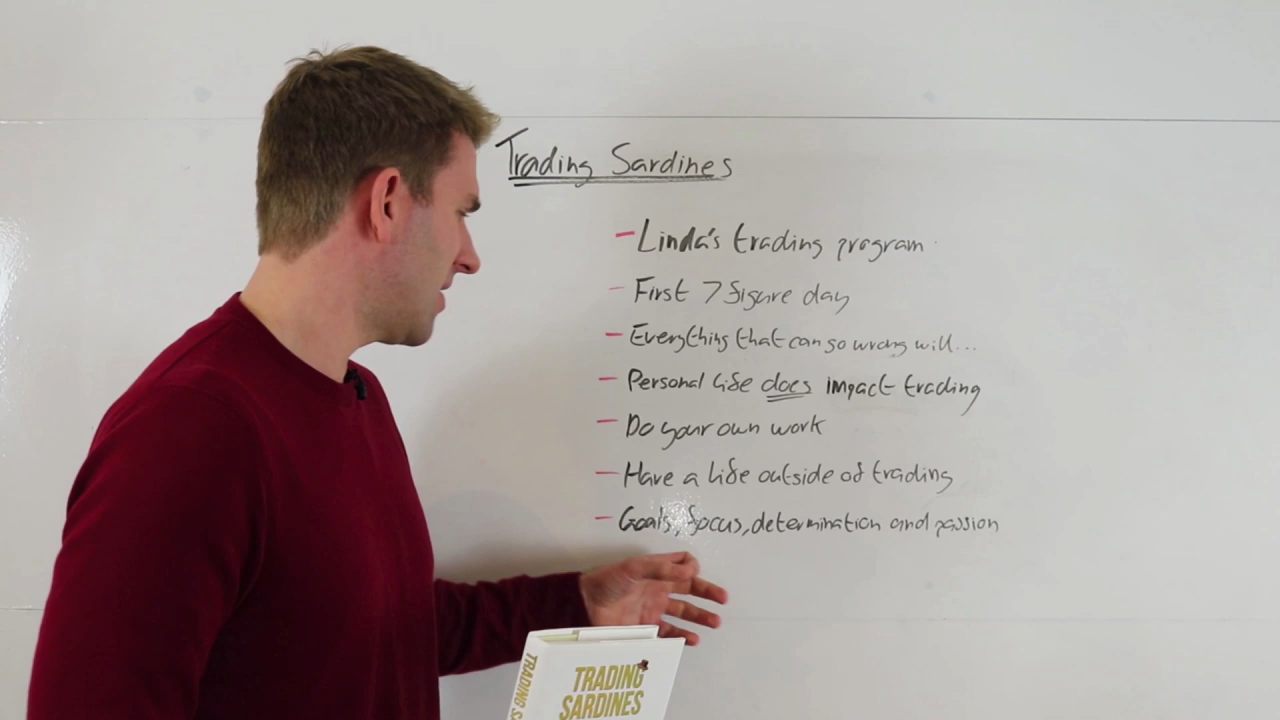 Trading Sardines
- Linda's trading program
- First 7 figure day
- Everything that can go wrong will...
- Personal life does impact trading
- Do your own work
- Have a life outside of trading
- Goals, focus, determination and passion
TRADING S
TRADING
SARDINES